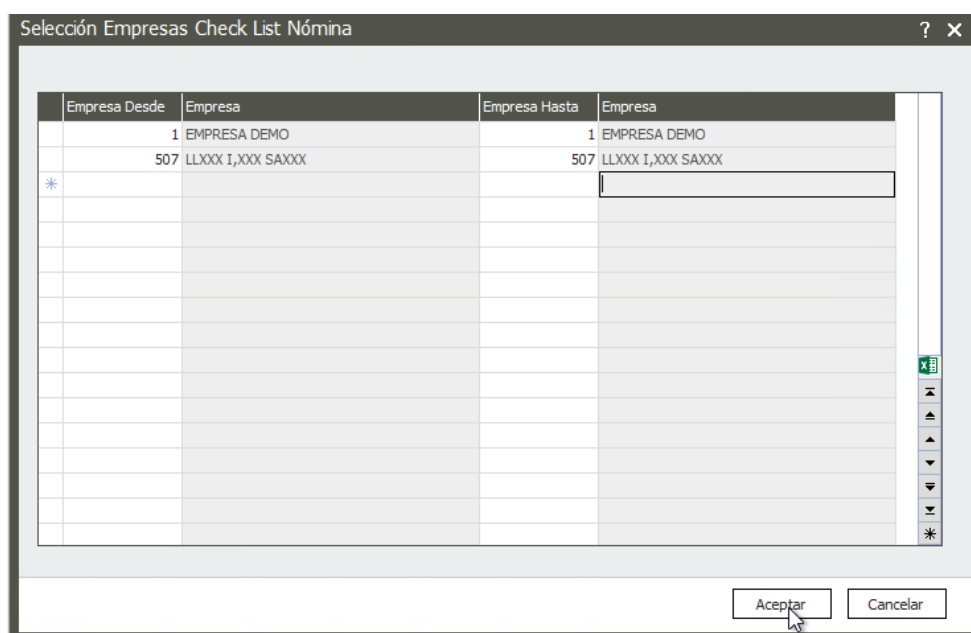 Selección Empresas Check List Nómina ? ×
Empresa Desde Empresa Empresa Hasta Empresa
1 EMPRESA DEMO 1 EMPRESA DEMO
507 LLXXX I,XXX SAXXX 507 LLXXX I,XXX SAXXX
Aceptar Cancelar